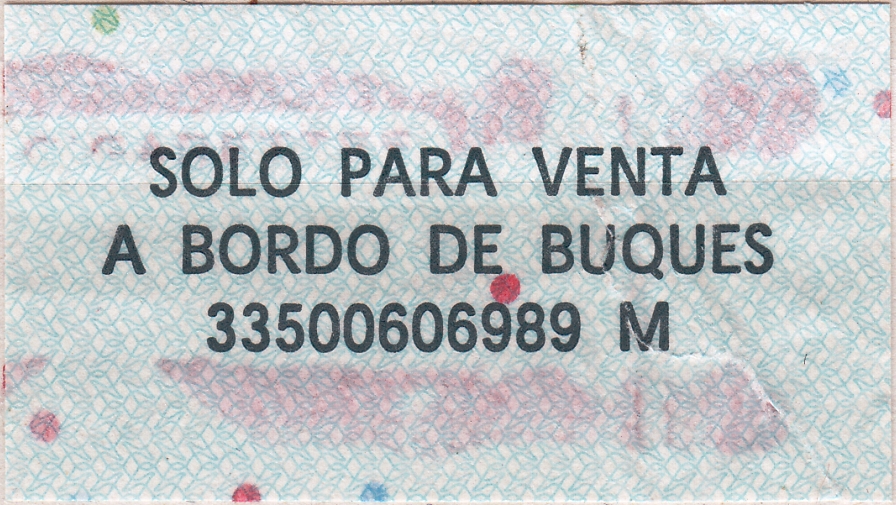 SOLO PARA VENTA
A BORDO DE BUQUES
33500606989 M